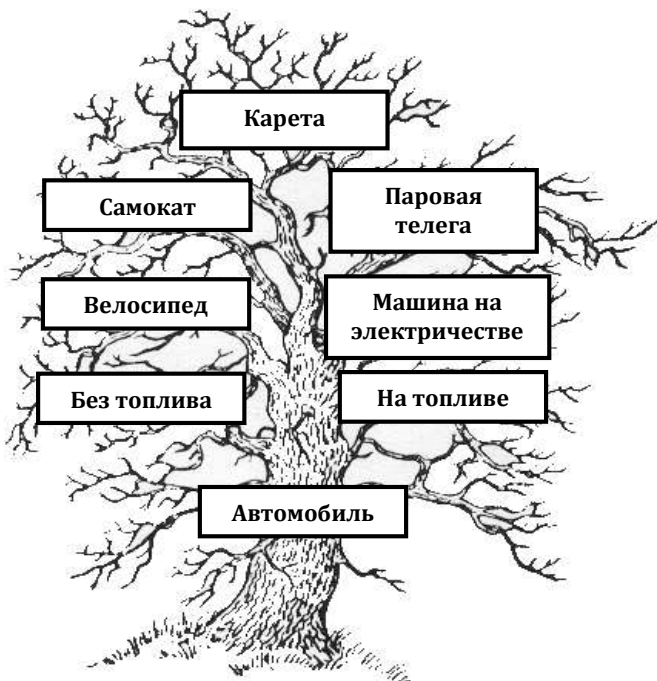 Карета
Самокат
Паровая
телега
Велосипед
Машина на
электричестве
Без топлива
На топливе
Автомобиль